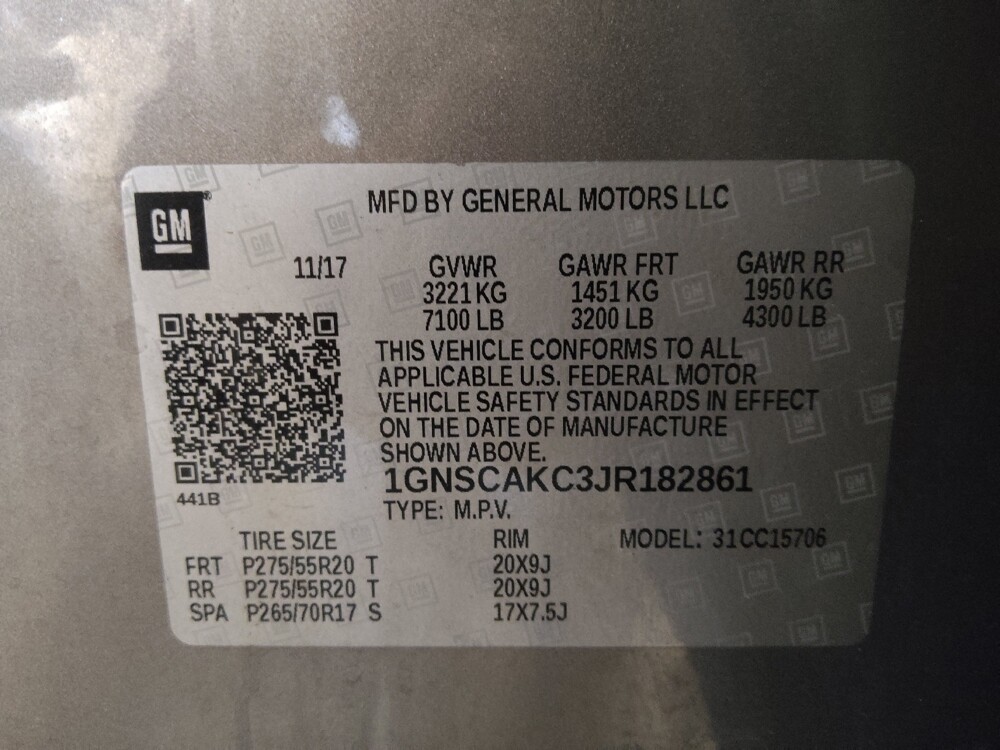 GM
MFD BY GENERAL MOTORS LLC
11/17 GVWR GAWR FRT GAWR RR
3221 KG 1451 KG 1950 KG
7100 LB 3200 LB 4300 LB
THIS VEHICLE CONFORMS TO ALL
APPLICABLE U.S. FEDERAL MOTOR
VEHICLE SAFETY STANDARDS IN EFFECT
ON THE DATE OF MANUFACTURE
SHOWN ABOVE.
1GNSCAKC3JR182861
441B
TYPE: M.P.V.
TIRE SIZE RIM MODEL: 31CC15706
FRT P275/55R20 T 20X9J
RR P275/55R20 T 20X9J
SPA P265/70R17 S 17X7.5J